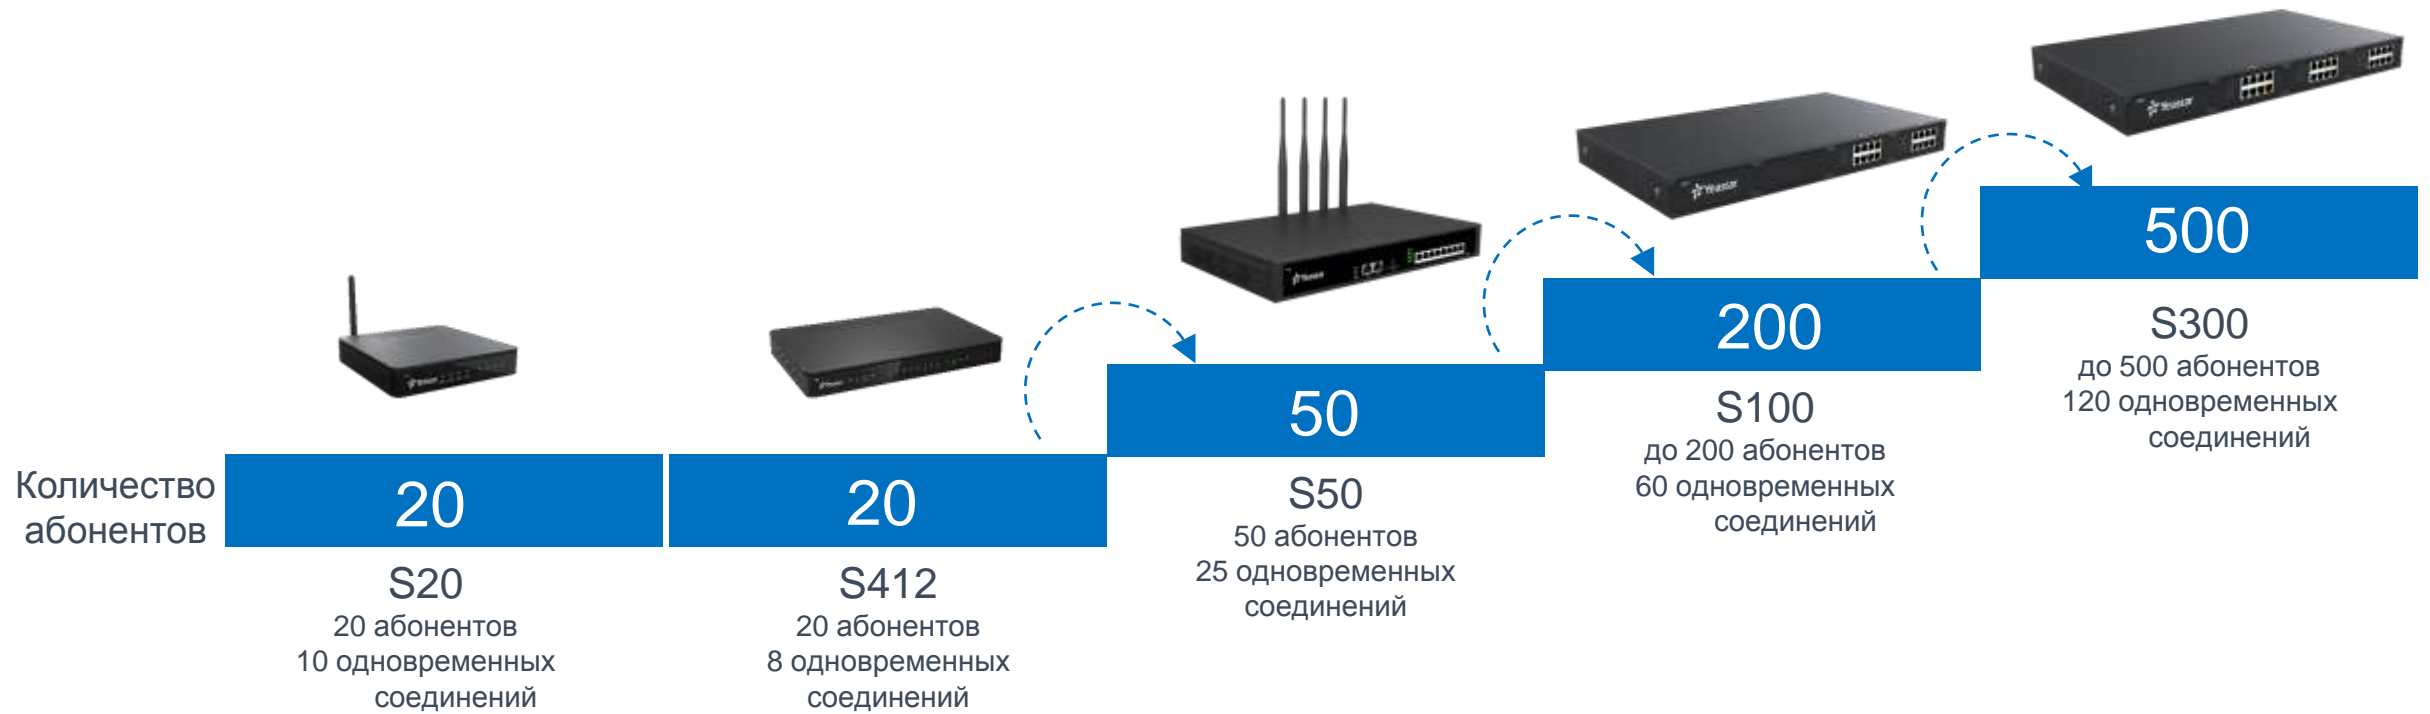 Количество
абонентов
20
S20
20 абонентов
10 одновременных
соединений
20
S412
20 абонентов
8 одновременных
соединений
50
S50
50 абонентов
25 одновременных
соединений
200
S100
до 200 абонентов
60 одновременных
соединений
500
S300
до 500 абонентов
120 одновременных
соединений
Yeastar
Yeastar